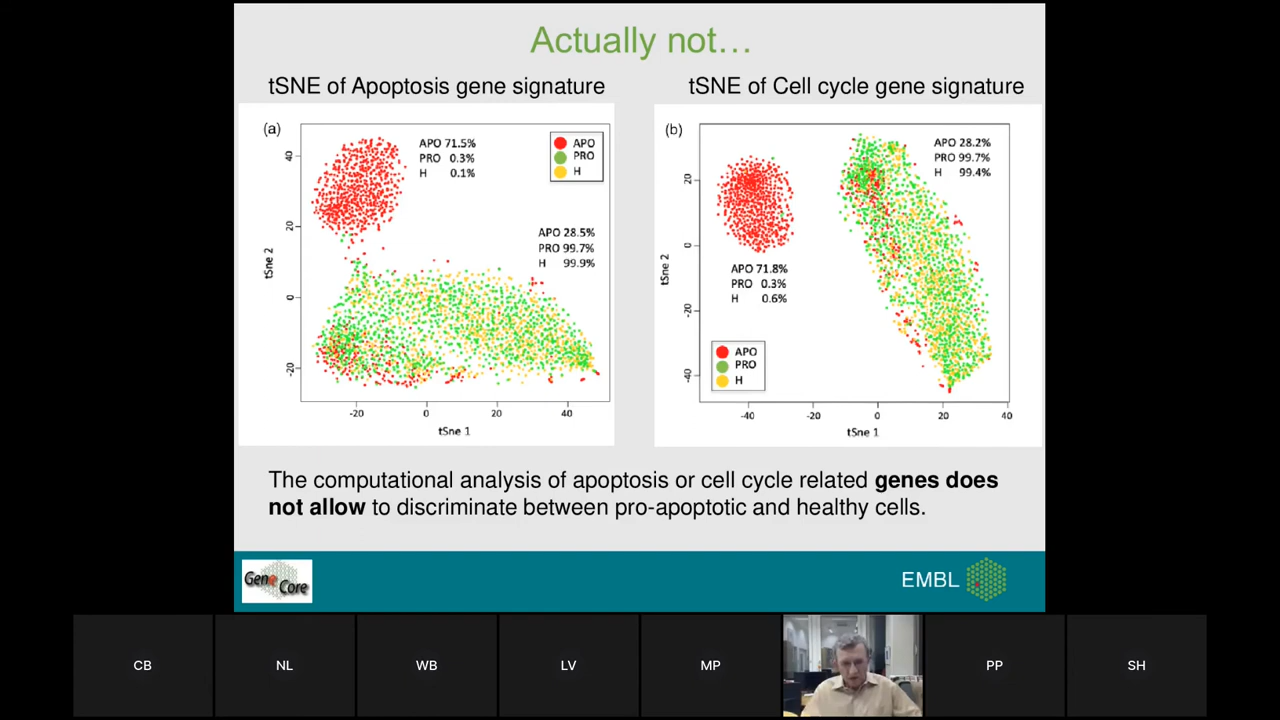 Actually not...
tSNE of Apoptosis gene signature
tSNE of Cell cycle gene signature
(a)
APO 71.5%
PRO 0.3%
H 0.1%
APO
PRO
H
APO 28.5%
PRO 99.7%
H 99.9%
40
20
0
-20
tSne 2
-20
0
20
40
tSne 1
(b)
APO 28.2%
PRO 99.7%
H 99.4%
APO 71.8%
PRO 0.3%
H 0.6%
APO
PRO
H
20
0
-20
-40
tSne 2
-40
-20
0
20
40
tSne 1
The computational analysis of apoptosis or cell cycle related genes does
not allow to discriminate between pro-apoptotic and healthy cells.
Gene Core
EMBL
CB
NL
WB
LV
MP
PP
SH